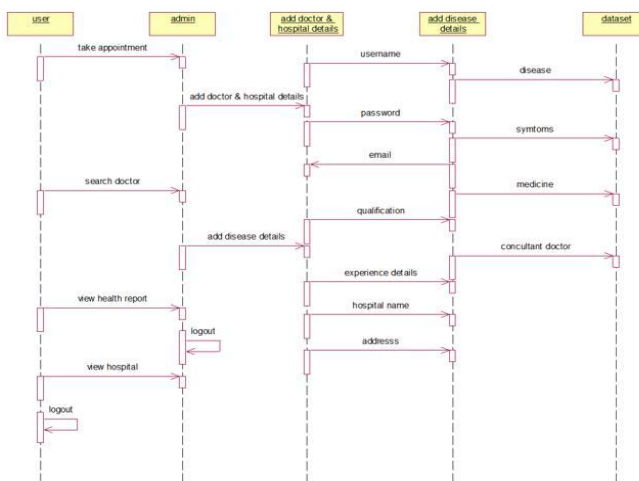 user
admin
add doctor &
hospital details
add disease
details
dataset
take appointment
username
disease
add doctor & hospital details
password
symtoms
email
search doctor
medicine
qualification
add disease details
concultant doctor
experience details
view health report
hospital name
logout
addresss
view hospital
logout